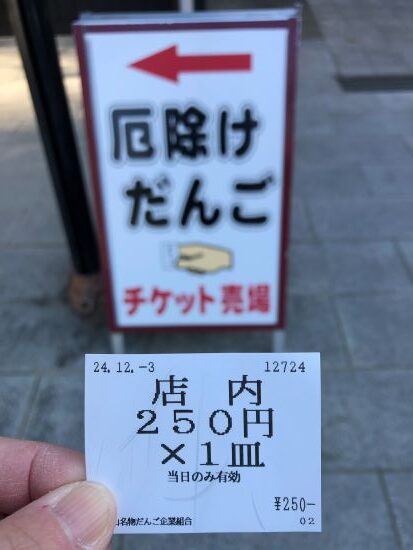 厄除け
だんご
チケット売場
24.12.-3 12724
店内
250円
×1皿
当日のみ有効
¥250-
山名物だんご企業組合 02